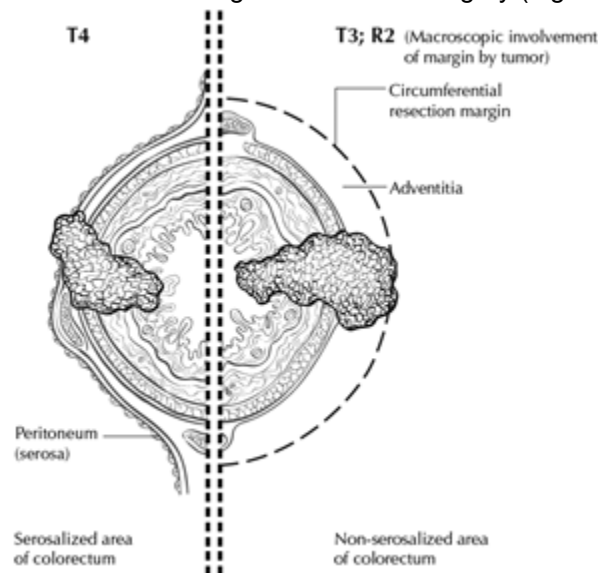 T4
T3; R2 (Macroscopic involvement
of margin by tumor)
Circumferential
resection margin
Adventitia
Peritoneum
(serosa)
Serosalized area
of colorectum
Non-serosalized area
of colorectum